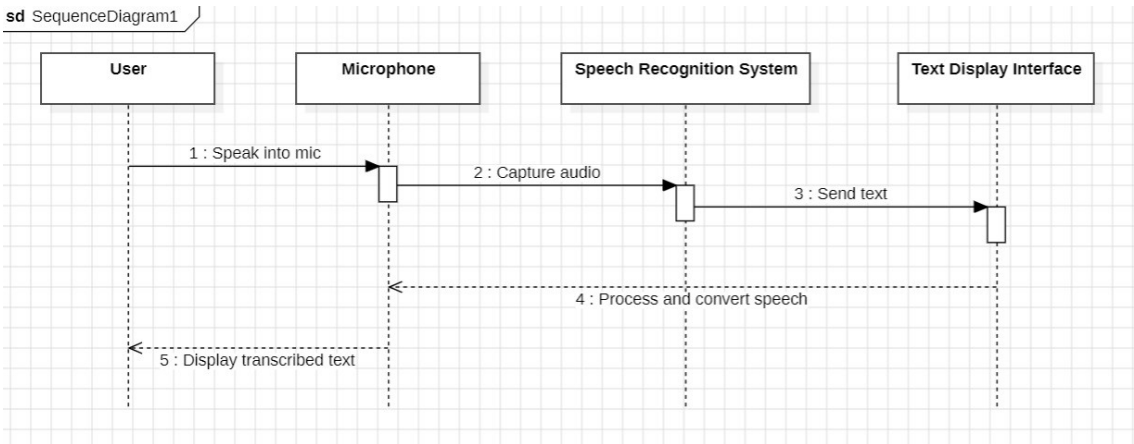 sd SequenceDiagram1
User
Microphone
Speech Recognition System
Text Display Interface
1 : Speak into mic
2 : Capture audio
3 : Send text
4 : Process and convert speech
5 : Display transcribed text